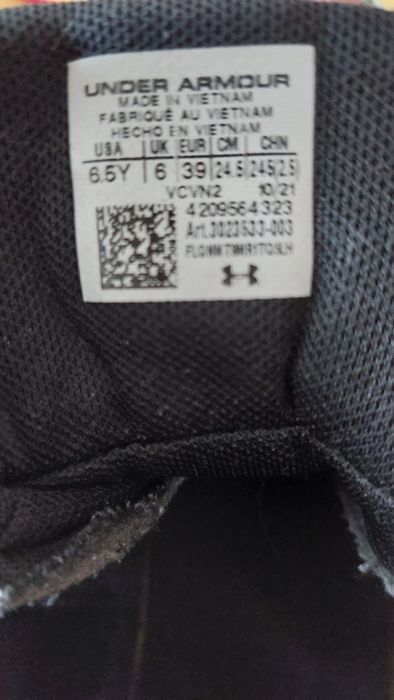 UNDER ARMOUR
MADE IN VIETNAM
FABRIQUÉ AU VIETNAM
HECHO EN VIETNAM
USA UK EUR CM CHN
6.5Y 6 39 24.5 245(2.5)
VCVN2 10/21
4209564323
Art.3023533-003